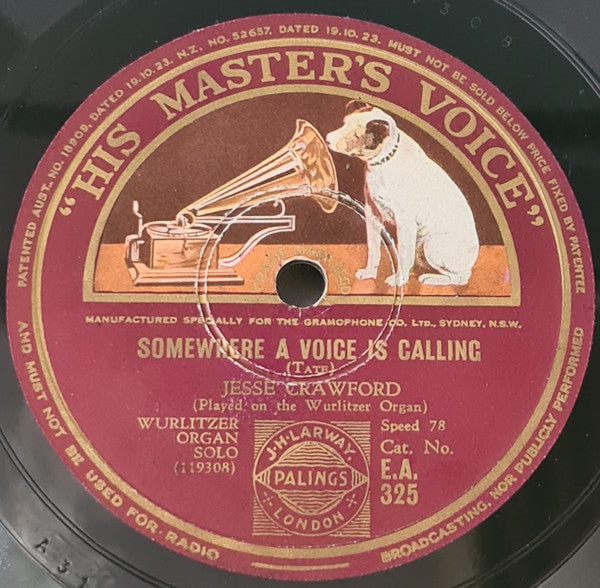 PATENTED AUST. NO. 18909. DATED 19.10.23. N.Z. NO. 52657. DATED 19.10.23. MUST NOT BE SOLD BELOW PRICE FIXED BY PATENTEE
"HIS MASTER'S VOICE"
MANUFACTURED SPECIALLY FOR THE GRAMOPHONE CO. LTD., SYDNEY, N.S.W.
SOMEWHERE A VOICE IS CALLING
(TATE)
JESSE CRAWFORD
(Played on the Wurlitzer Organ)
WURLITZER
ORGAN
SOLO
(119308)
J.H. LARWAY
PALINGS
LONDON
Speed 78
Cat. No.
E.A.
325
AND MUST NOT BE USED FOR RADIO
BROADCASTING, NOR PUBLICLY PERFORMED